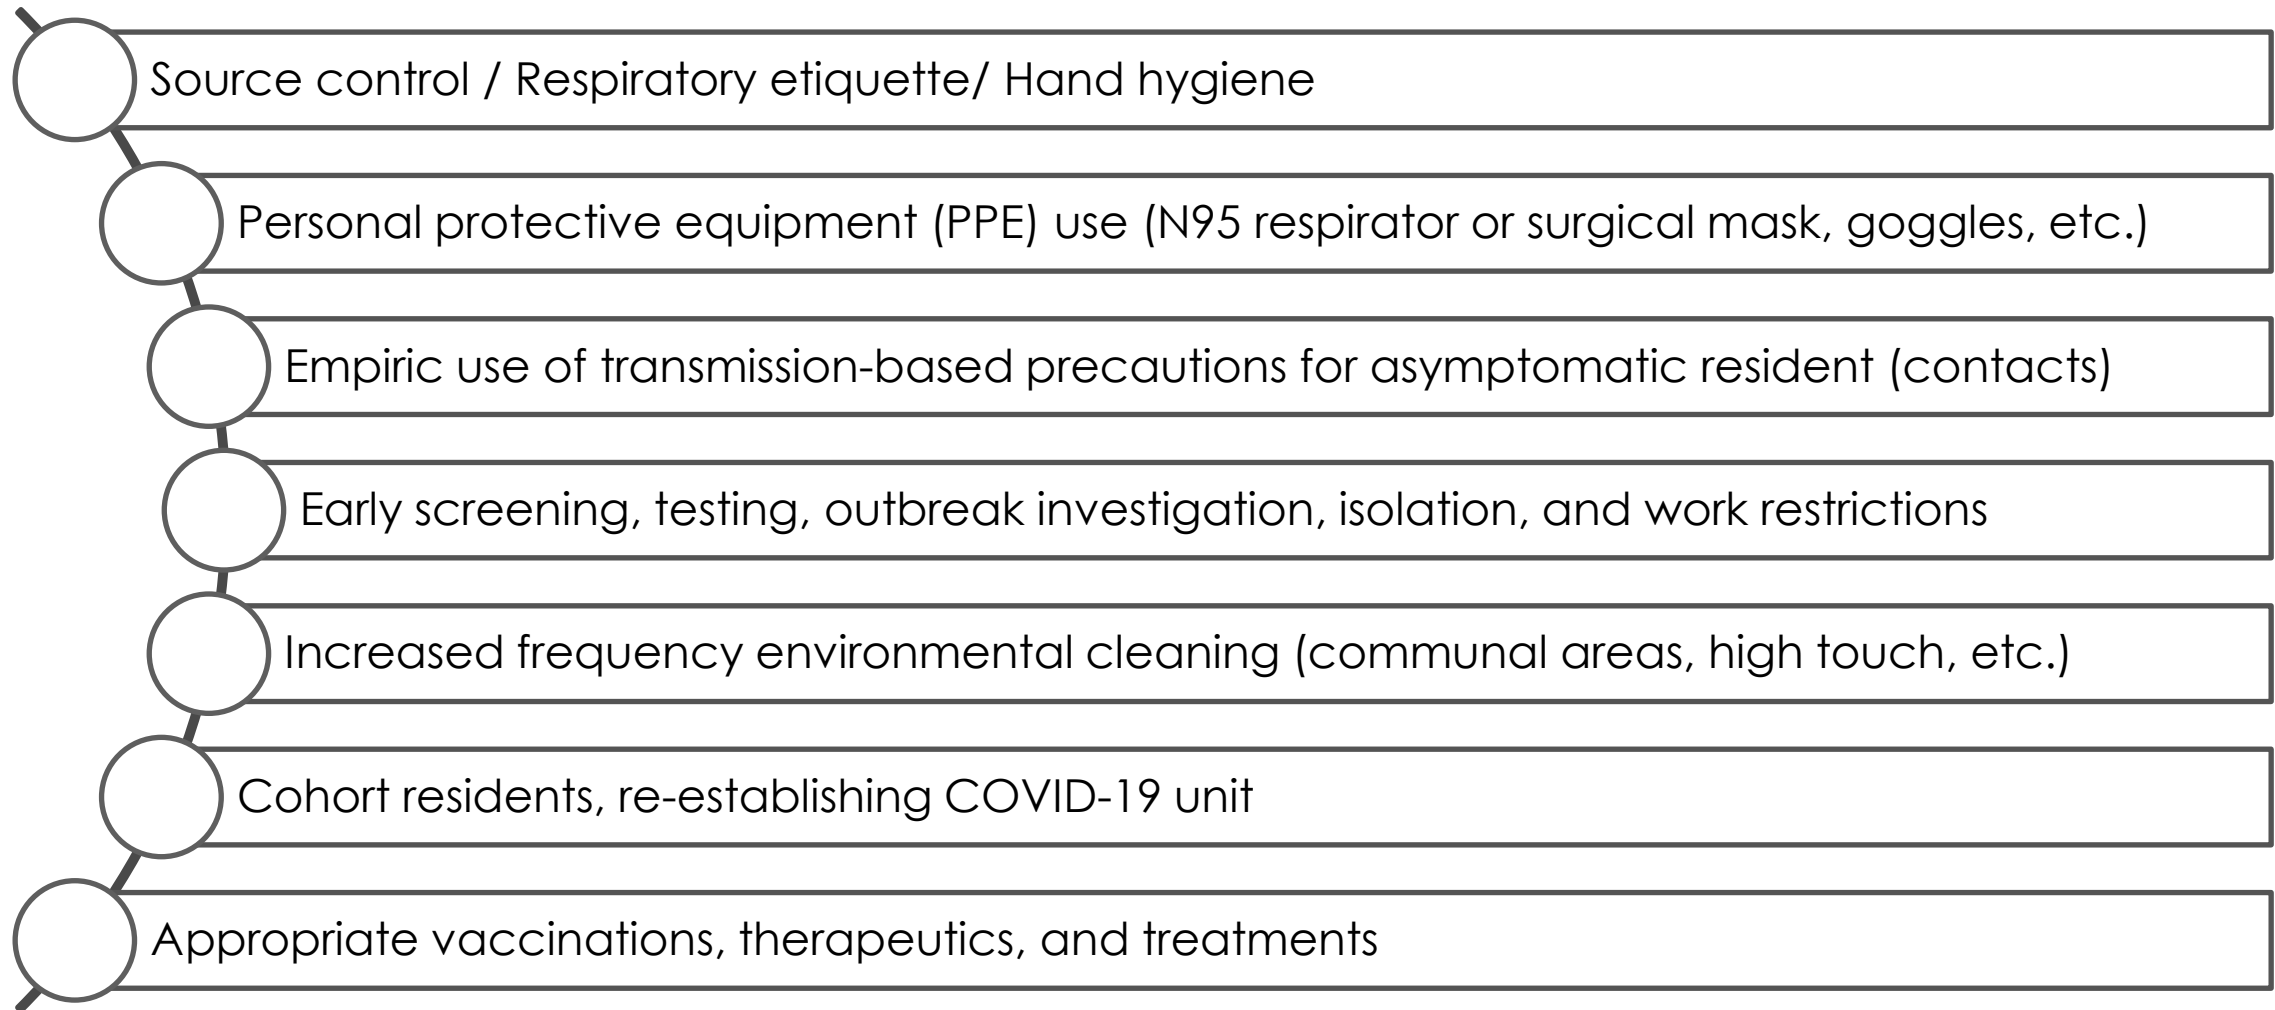 Source control / Respiratory etiquette/ Hand hygiene
Personal protective equipment (PPE) use (N95 respirator or surgical mask, goggles, etc.)
Empiric use of transmission-based precautions for asymptomatic resident (contacts)
Early screening, testing, outbreak investigation, isolation, and work restrictions
Increased frequency environmental cleaning (communal areas, high touch, etc.)
Cohort residents, re-establishing COVID-19 unit
Appropriate vaccinations, therapeutics, and treatments